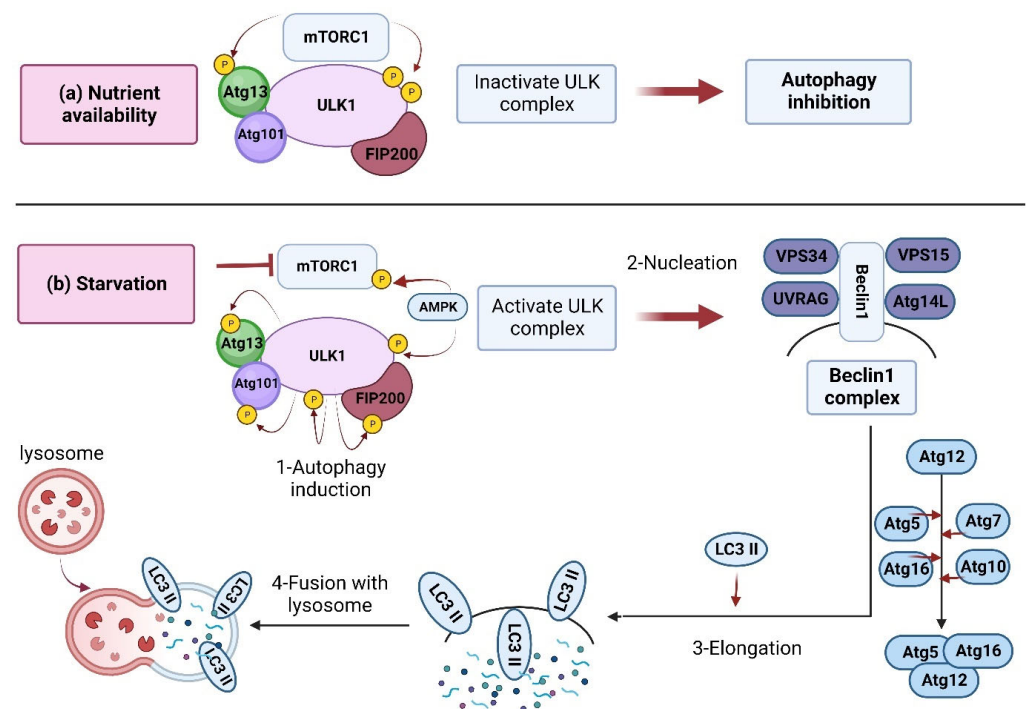 mTORC1
P
P
P
(a) Nutrient
availability
Atg13
ULK1
Atg101
FIP200
Inactivate ULK
complex
Autophagy
inhibition
(b) Starvation
mTORC1
P
AMPK
P
Atg13
ULK1
P
Atg101
FIP200
P
P
P
1-Autophagy
induction
Activate ULK
complex
2-Nucleation
VPS34
VPS15
UVRAG
Atg14L
Beclin1
Beclin1
complex
Atg12
Atg5
Atg7
Atg16
Atg10
Atg5
Atg16
Atg12
LC3 II
3-Elongation
LC3 II
LC3 II
LC3 II
4-Fusion with
lysosome
lysosome
LC3 II
LC3 II
LC3 II